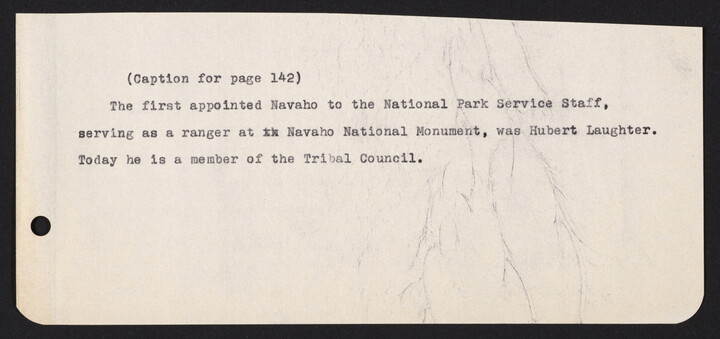 (Caption for page 142)
The first appointed Navaho to the National Park Service Staff,
serving as a ranger at xx Navaho National Monument, was Hubert Laughter.
Today he is a member of the Tribal Council.